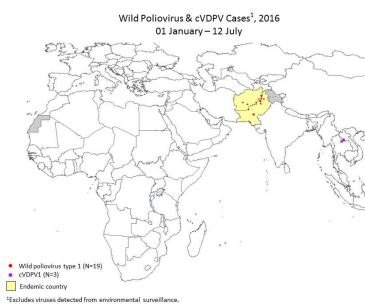 Wild Poliovirus & cVDPV Cases¹, 2016
01 January – 12 July
Wild poliovirus type 1 (N=19)
cVDPV1 (N=3)
Endemic country
¹Excludes viruses detected from environmental surveillance.